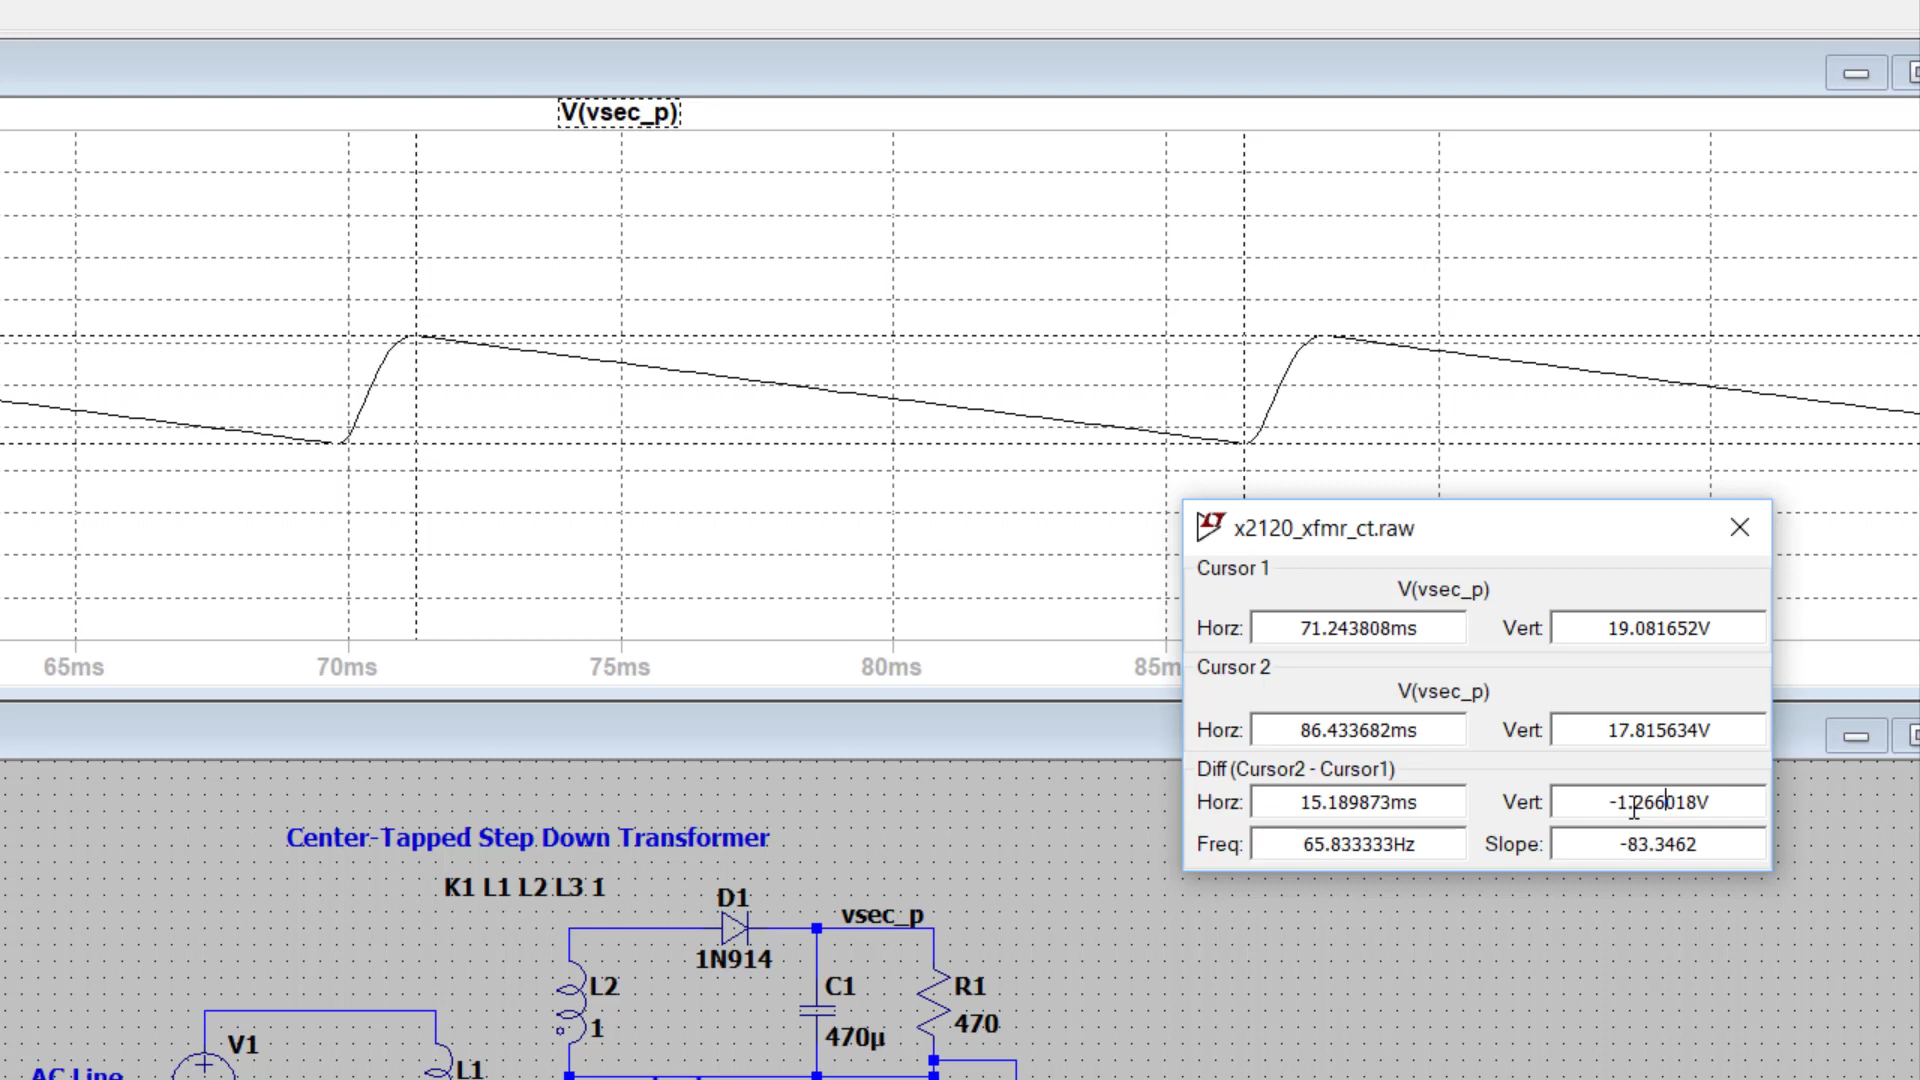 V(vsec_p)
65ms 70ms 75ms 80ms 85m
x2120_xfmr_ct.raw
Cursor 1
V(vsec_p)
Horz: 71.243808ms Vert: 19.081652V
Cursor 2
V(vsec_p)
Horz: 86.433682ms Vert: 17.815634V
Diff (Cursor2 - Cursor1)
Horz: 15.189873ms Vert: -1.266018V
Freq: 65.833333Hz Slope: -83.3462
Center-Tapped Step Down Transformer
K1 L1 L2 L3 1
D1
vsec_p
1N914
L2 C1 R1
1 470µ 470
V1
AC Line L1